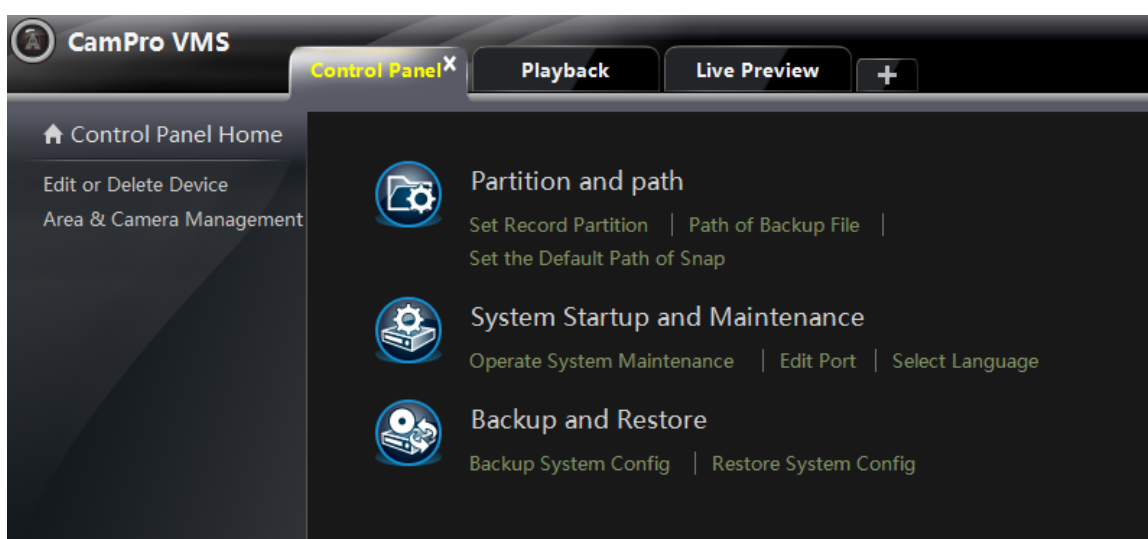 CamPro VMS
Control Panel x Playback Live Preview +
Control Panel Home
Edit or Delete Device
Area & Camera Management
Partition and path
Set Record Partition | Path of Backup File |
Set the Default Path of Snap
System Startup and Maintenance
Operate System Maintenance | Edit Port | Select Language
Backup and Restore
Backup System Config | Restore System Config